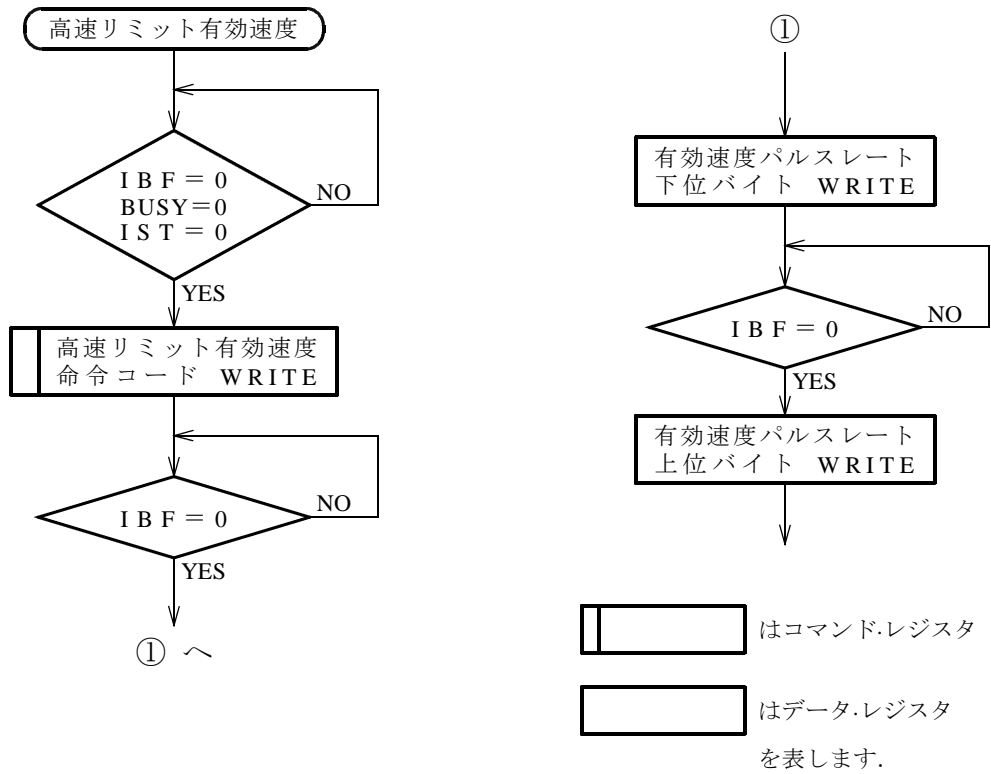 高速リミット有効速度
IBF=0
BUSY=0
IST=0
NO
YES
高速リミット有効速度
命令コード WRITE
IBF=0
NO
YES
① へ
①
有効速度パルスレート
下位バイト WRITE
IBF=0
NO
YES
有効速度パルスレート
上位バイト WRITE
はコマンド·レジスタ
はデータ·レジスタ
を表します.